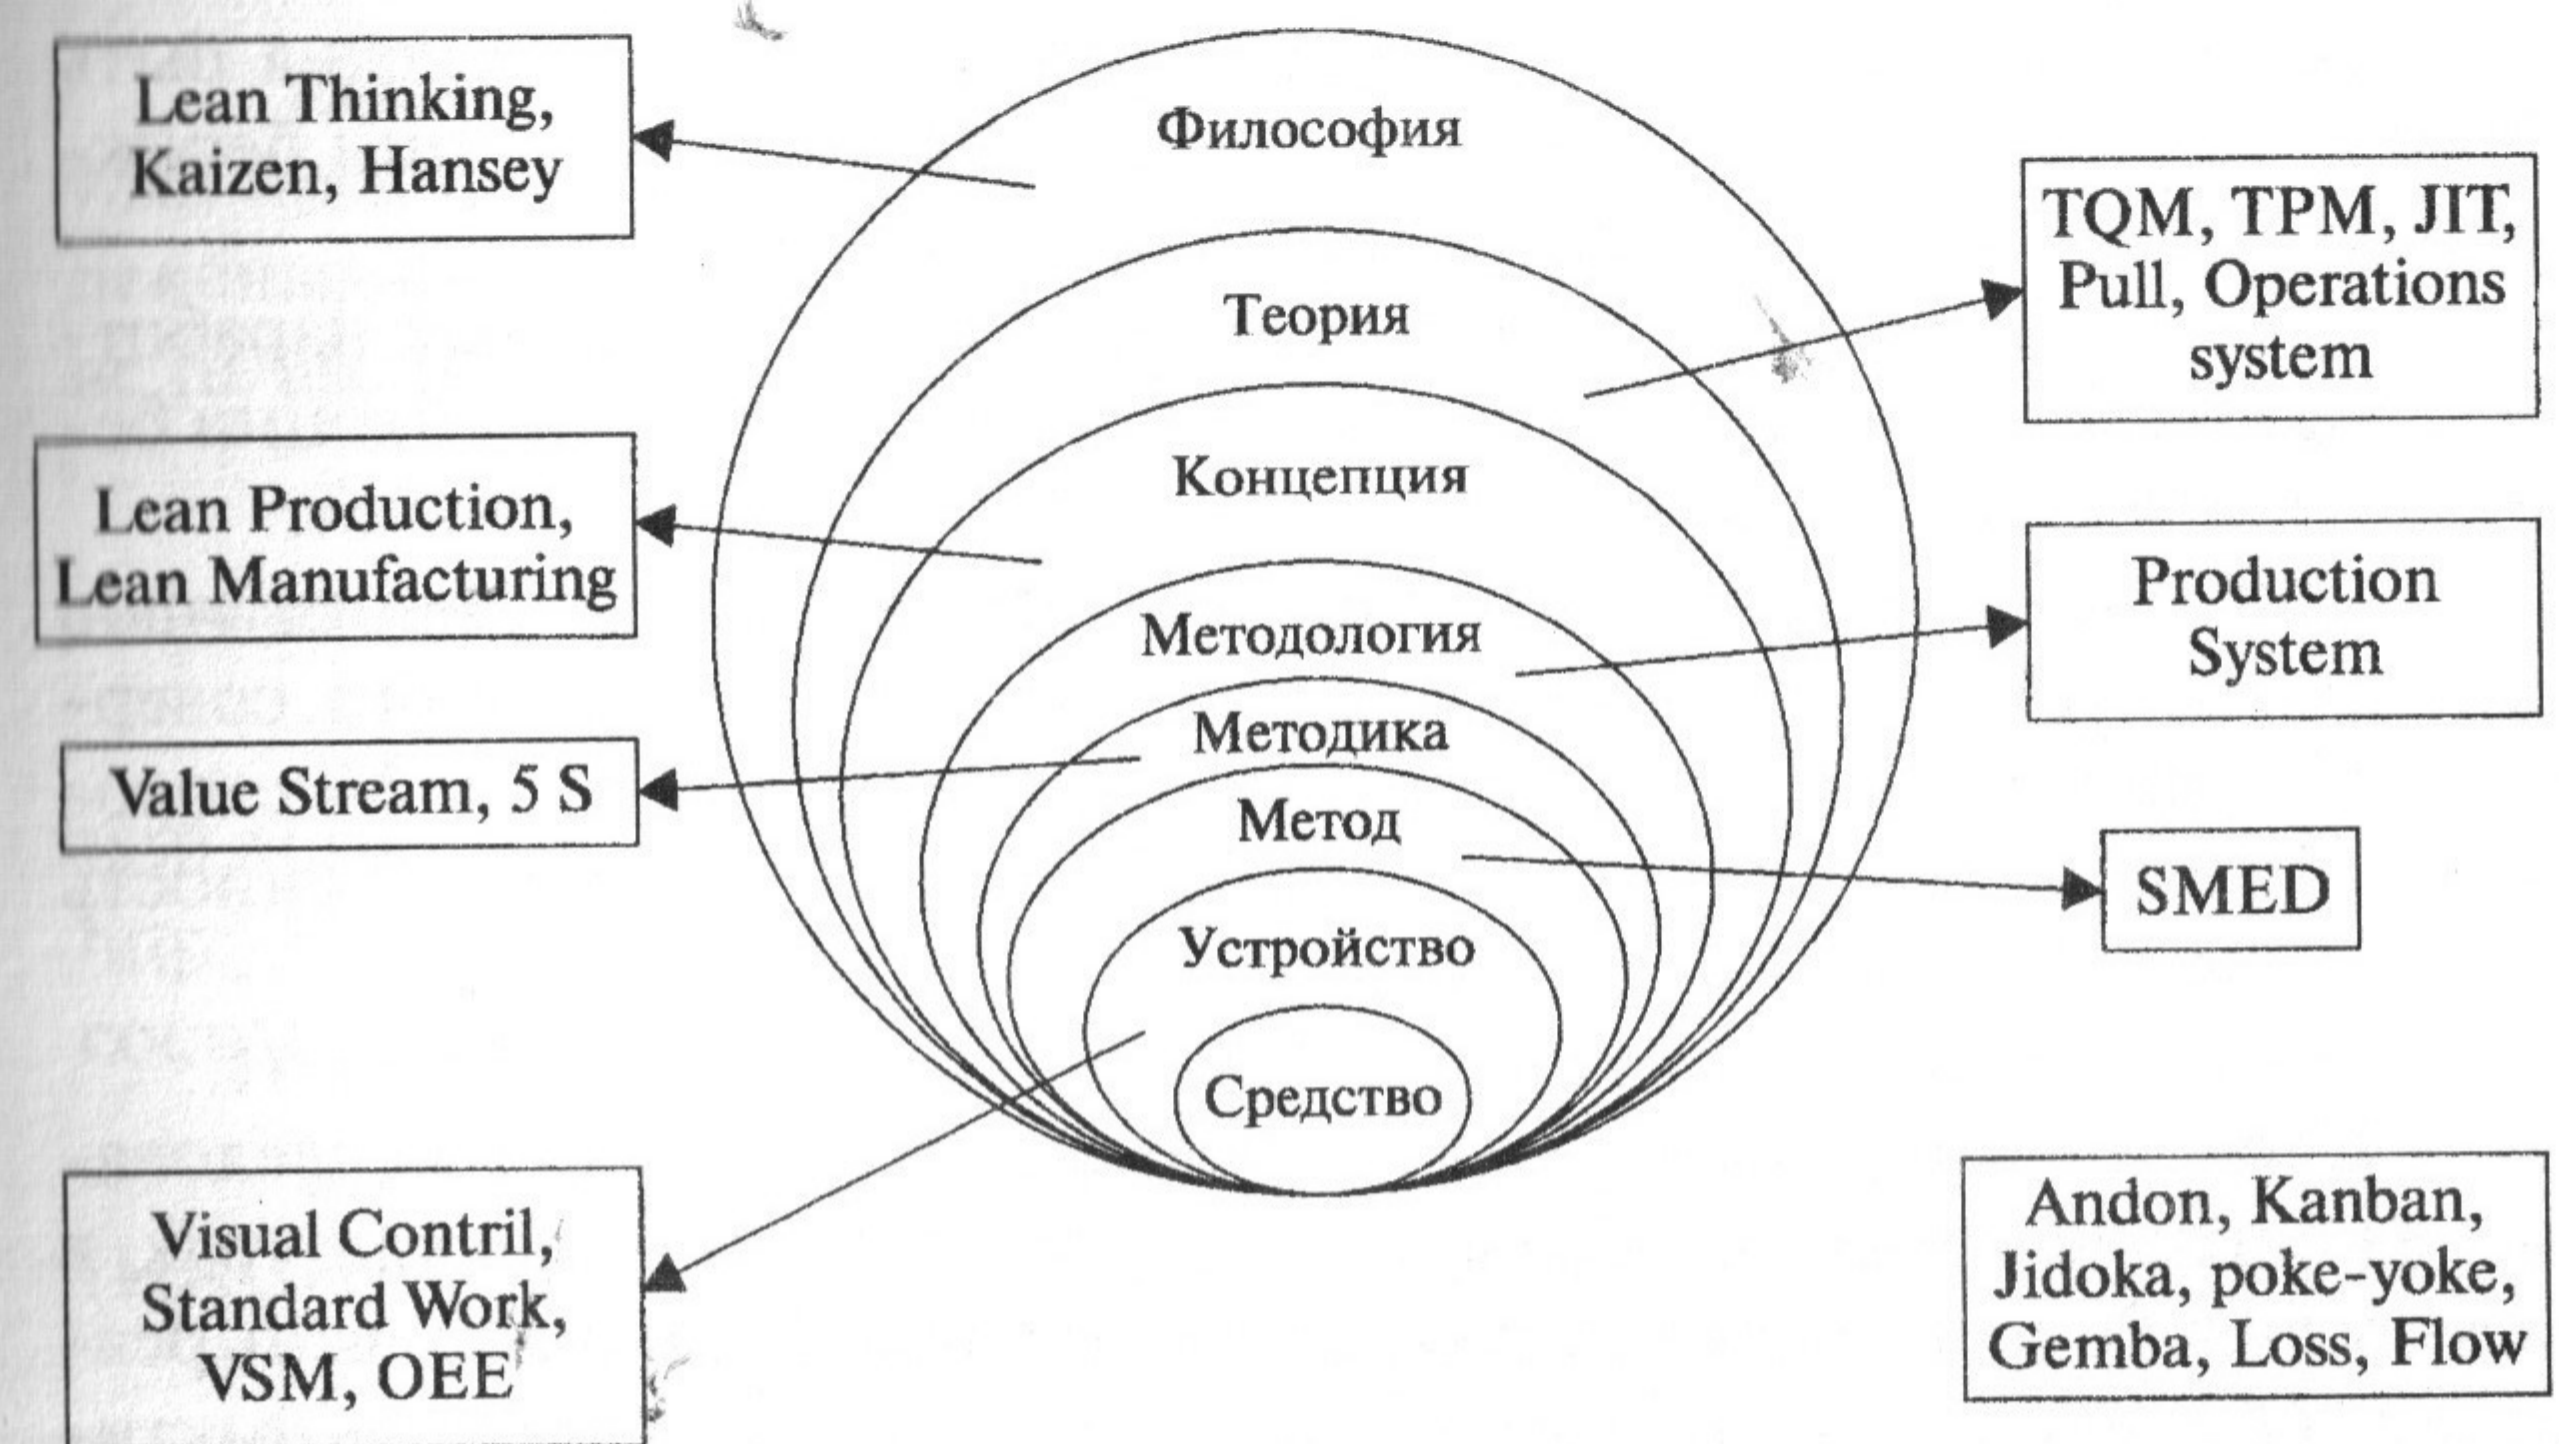 Lean Thinking,
Kaizen, Hansey
Философия
TQM, TPM, JIT,
Pull, Operations
system
Теория
Концепция
Lean Production,
Lean Manufacturing
Методология
Production
System
Методика
Value Stream, 5 S
Метод
SMED
Устройство
Средство
Visual Contril,
Standard Work,
VSM, OEE
Andon, Kanban,
Jidoka, poke-yoke,
Gemba, Loss, Flow